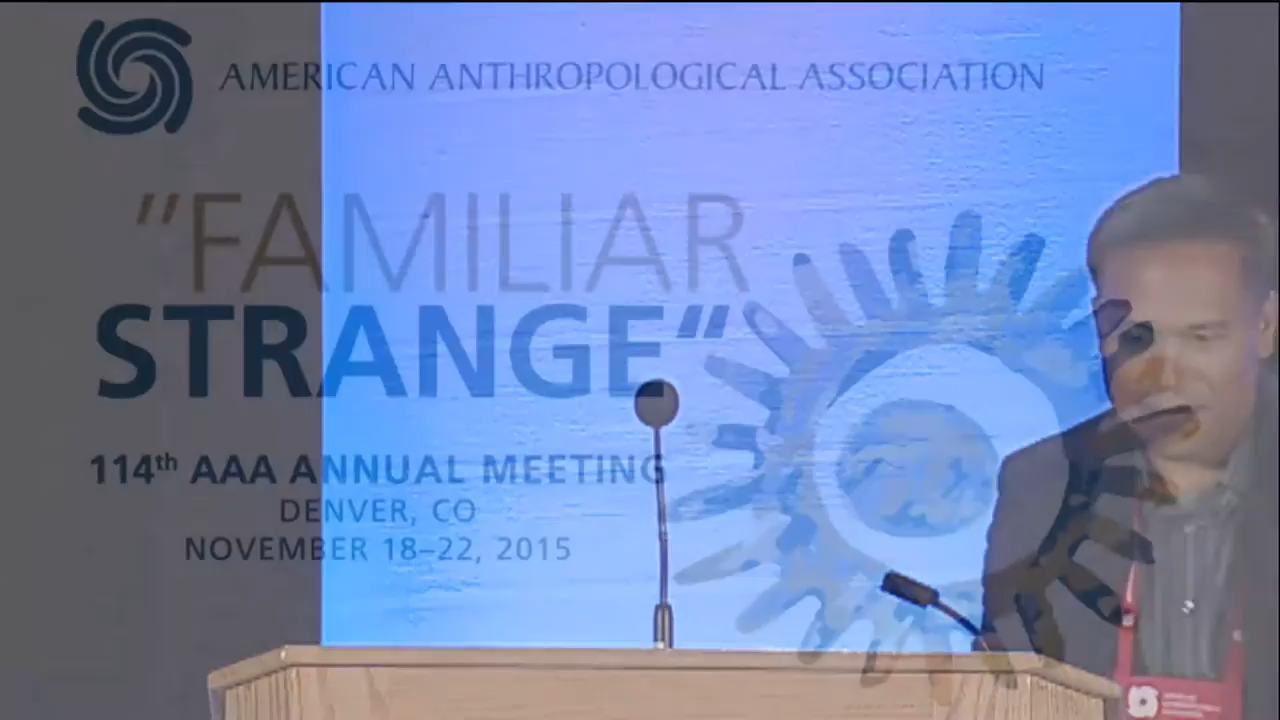 AMERICAN ANTHROPOLOGICAL ASSOCIATION
"FAMILIAR
STRANGE"
114th AAA ANNUAL MEETING
DENVER, CO
NOVEMBER 18–22, 2015